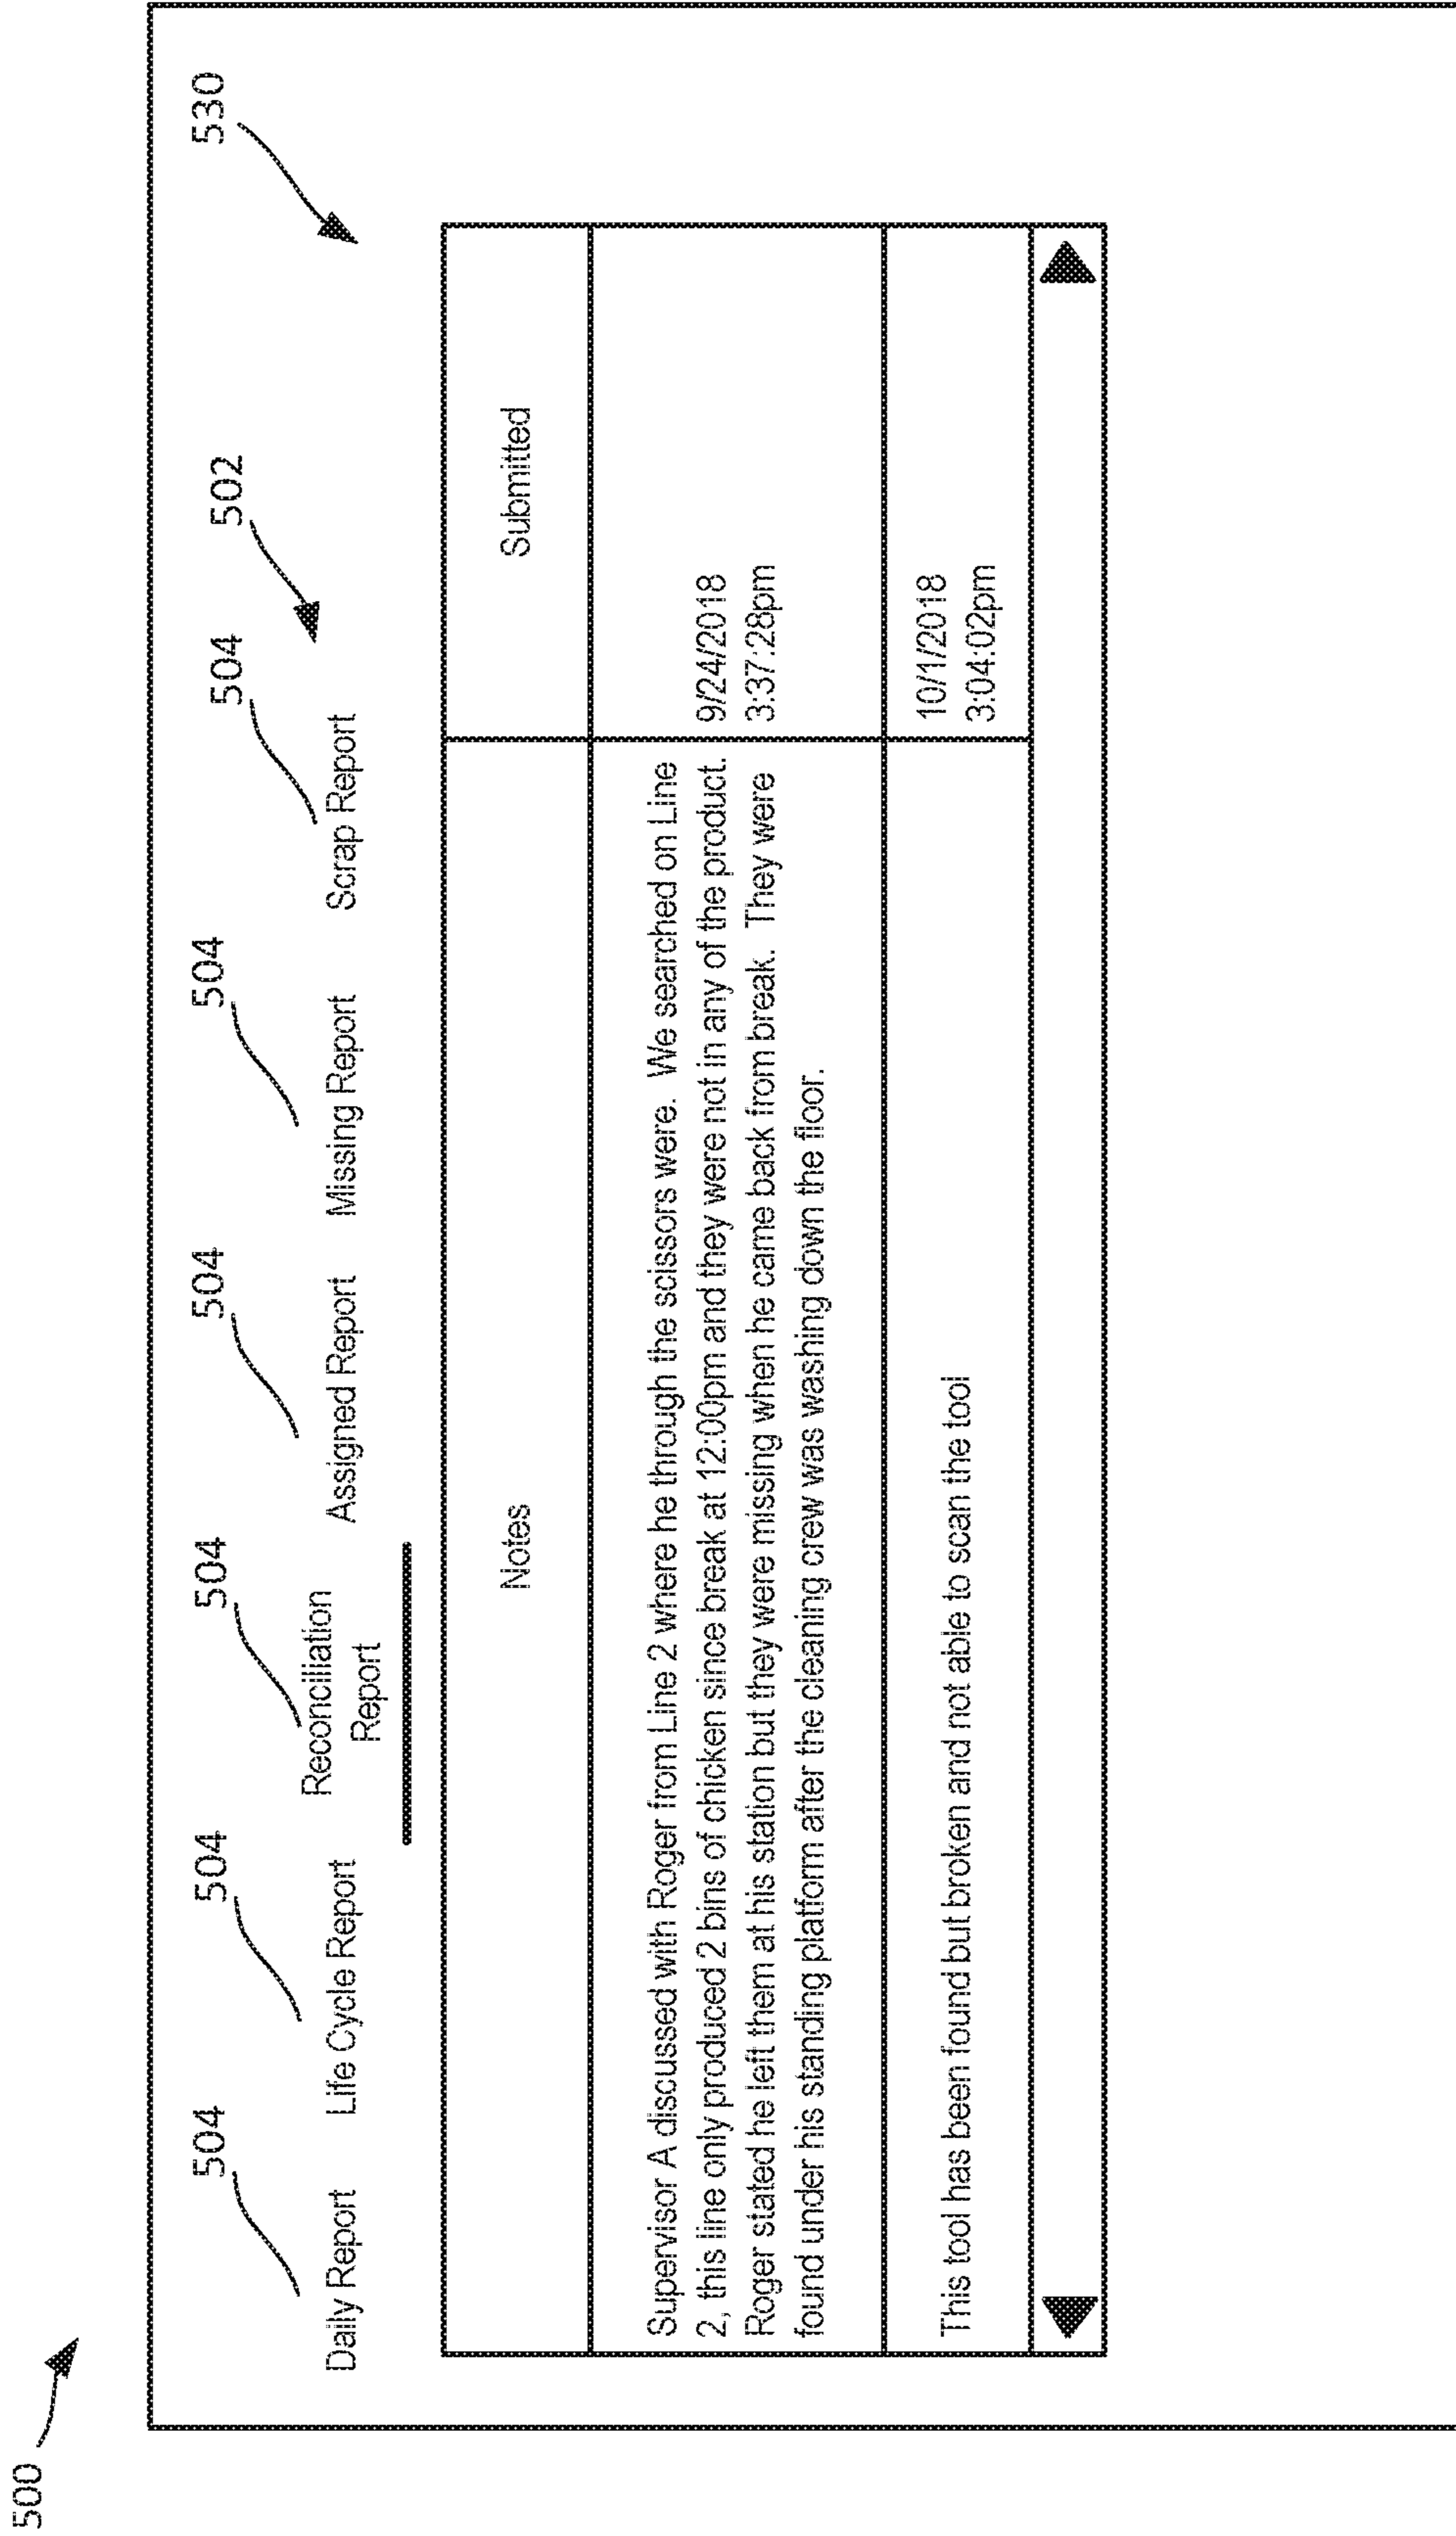 500
530
502
504
504
504
504
504
504
Daily Report
Life Cycle Report
Reconciliation
Report
Assigned Report
Missing Report
Scrap Report
Notes
Submitted
Supervisor A discussed with Roger from Line 2 where he through the scissors were. We searched on Line
2, this line only produced 2 bins of chicken since break at 12:00pm and they were not in any of the product.
Roger stated he left them at his station but they were missing when he came back from break. They were
found under his standing platform after the cleaning crew was washing down the floor.
9/24/2018
3:37:28pm
This tool has been found but broken and not able to scan the tool
10/1/2018
3:04:02pm